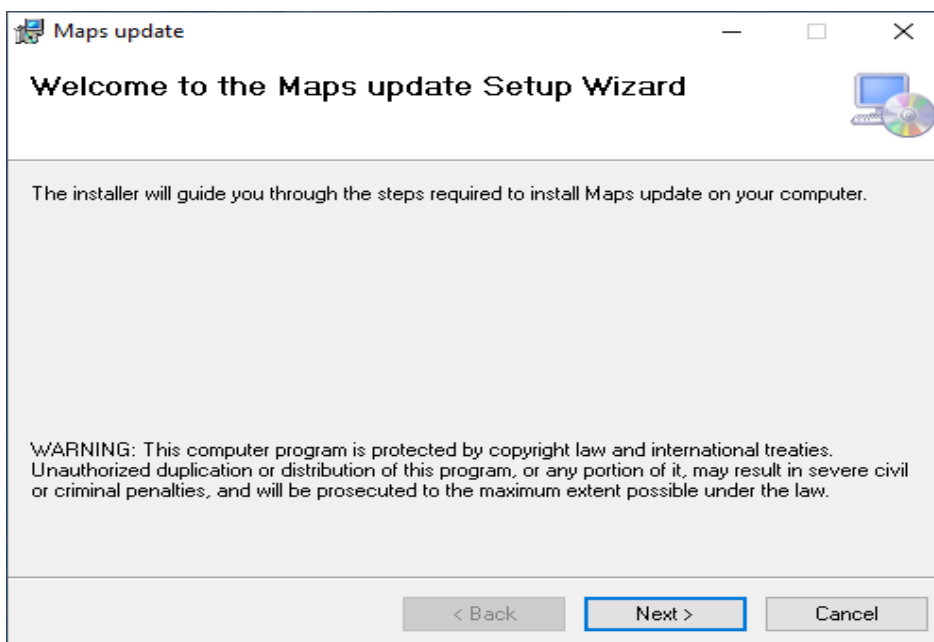 Maps update
Welcome to the Maps update Setup Wizard
The installer will guide you through the steps required to install Maps update on your computer.
WARNING: This computer program is protected by copyright law and international treaties.
Unauthorized duplication or distribution of this program, or any portion of it, may result in severe civil
or criminal penalties, and will be prosecuted to the maximum extent possible under the law.
< Back
Next >
Cancel